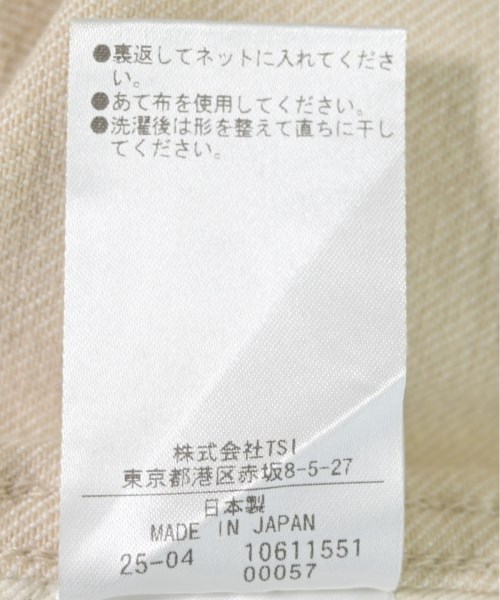 ●裏返してネットに入れてくださ
い。
●あて布を使用してください。
●洗濯後は形を整えて直ちに干し
てください。
株式会社TSI
東京都港区赤坂8-5-27
日本製
MADE IN JAPAN
25-04 10611551
00057